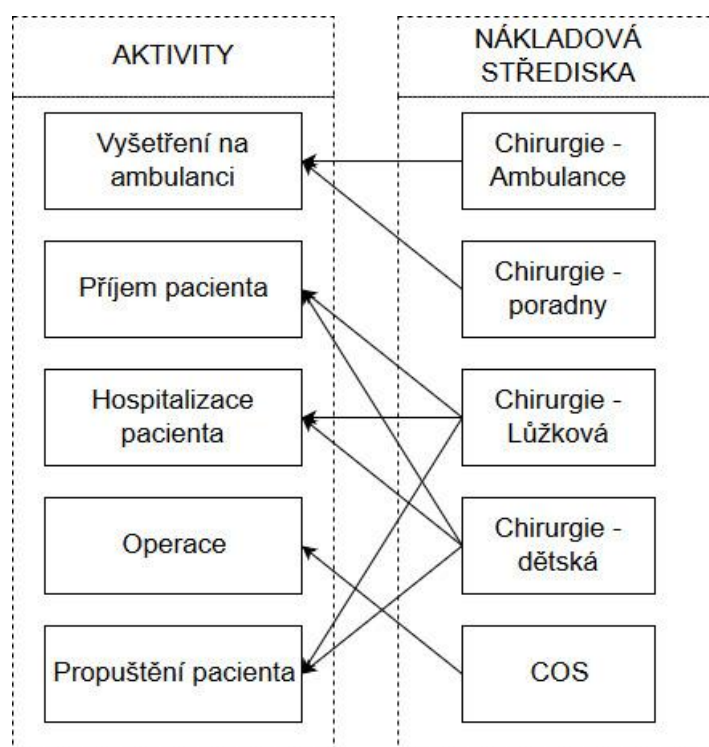 AKTIVITY
NÁKLADOVÁ
STŘEDISKA
Vyšetření na
ambulanci
Chirurgie -
Ambulance
Příjem pacienta
Chirurgie -
poradny
Hospitalizace
pacienta
Chirurgie -
Lůžková
Operace
Chirurgie -
dětská
Propuštění pacienta
COS